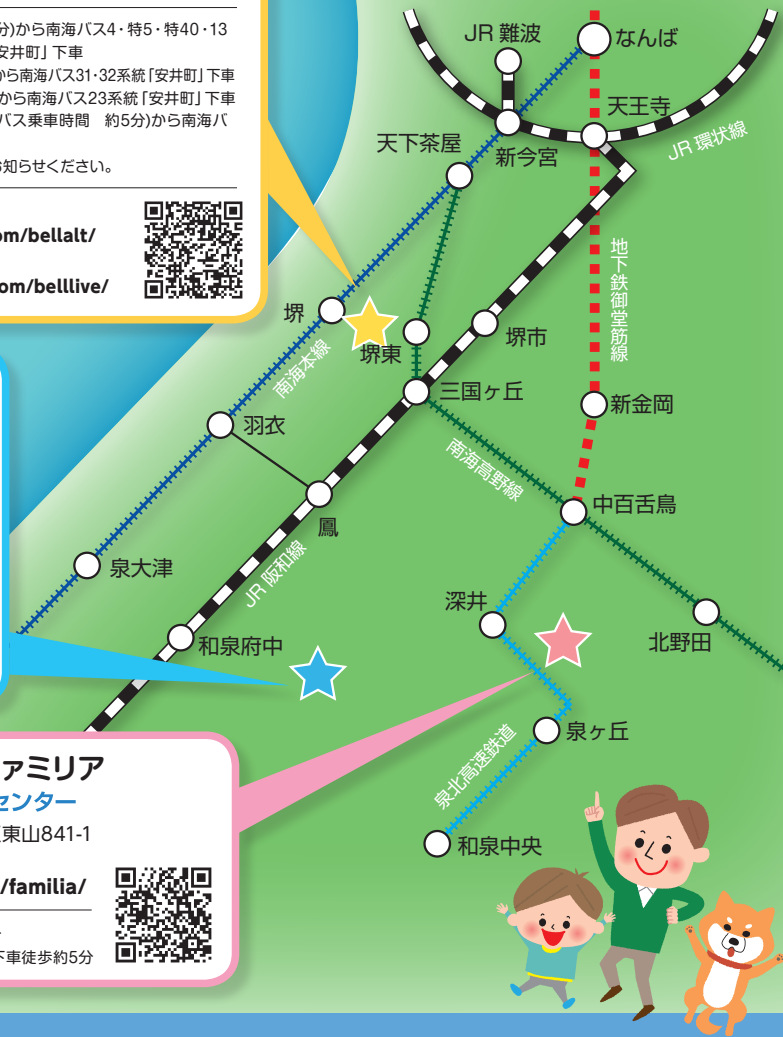 分)から南海バス4・特5・特40・13
安井町」下車
から南海バス31・32系統「安井町」下車
から南海バス23系統「安井町」下車
バス乗車時間　約5分)から南海バ
お知らせください。
om/bellalt/
om/belllive/
JR 難波
なんば
天王寺
新今宮
JR 環状線
天下茶屋
地下鉄御堂筋線
堺
堺東
堺市
南海本線
三国ヶ丘
新金岡
羽衣
南海高野線
鳳
中百舌鳥
JR 阪和線
泉大津
深井
和泉府中
北野田
泉ヶ丘
泉北高速鉄道
和泉中央
ァミリア
センター
東山841-1
/familia/
下車徒歩約5分